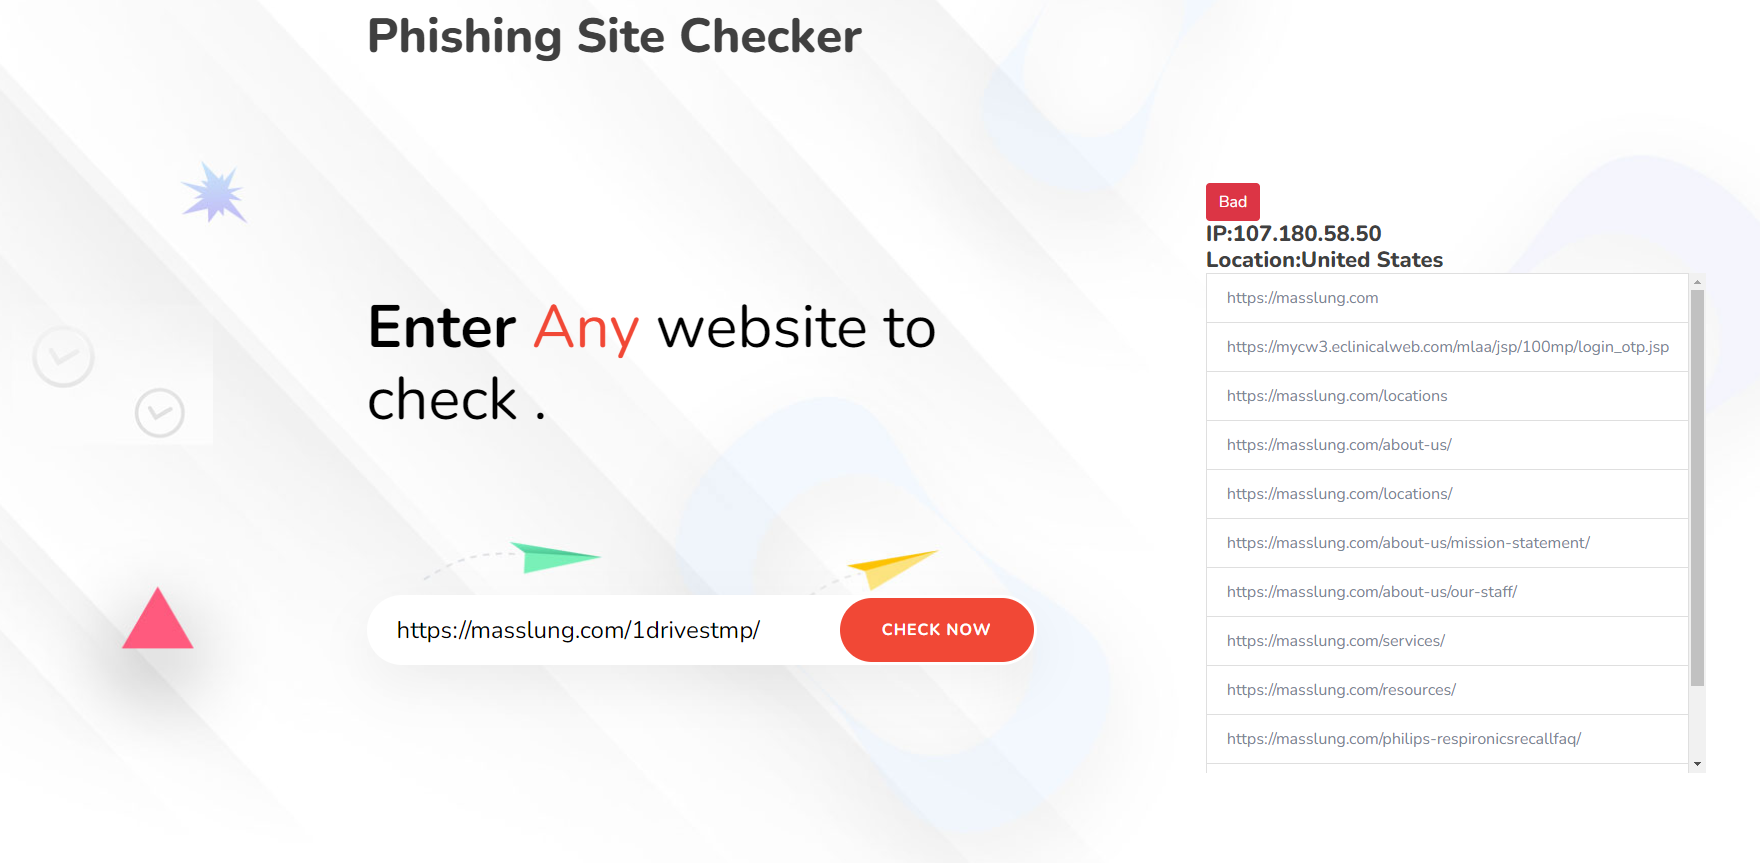 Phishing Site Checker
Enter Any website to
check .
https://masslung.com/1drivestmp/
CHECK NOW
Bad
IP:107.180.58.50
Location:United States
https://masslung.com
https://mycw3.eclinicalweb.com/mlaa/jsp/100mp/login_otp.jsp
https://masslung.com/locations
https://masslung.com/about-us/
https://masslung.com/locations/
https://masslung.com/about-us/mission-statement/
https://masslung.com/about-us/our-staff/
https://masslung.com/services/
https://masslung.com/resources/
https://masslung.com/philips-respironicsrecallfaq/